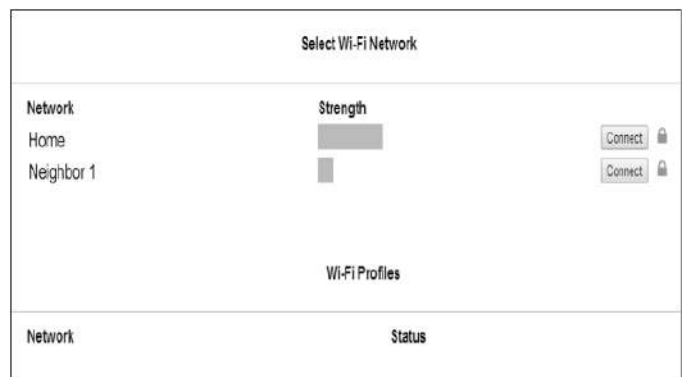 Select Wi-Fi Network
Network Strength
Home Connect
Neighbor 1 Connect
Wi-Fi Profiles
Network Status